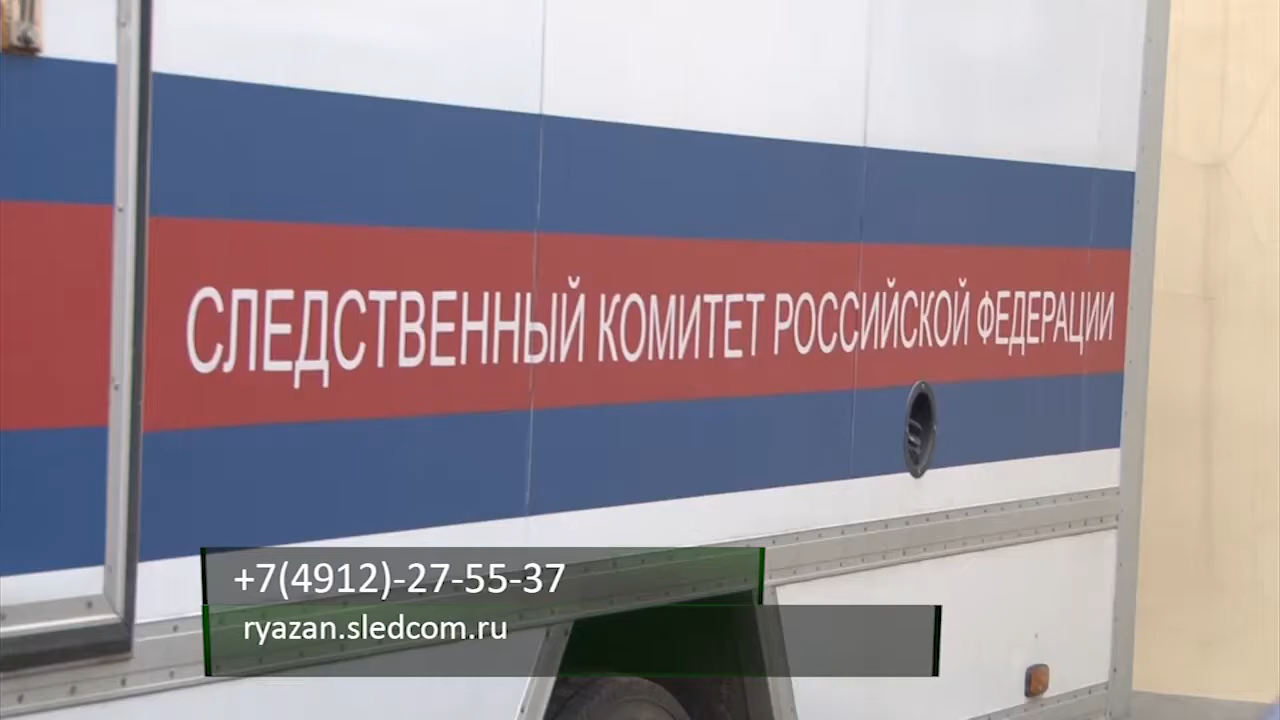 СЛЕДСТВЕННЫЙ КОМИТЕТ РОССИЙСКОЙ ФЕДЕРАЦИИ
+7(4912)-27-55-37
ryazan.sledcom.ru